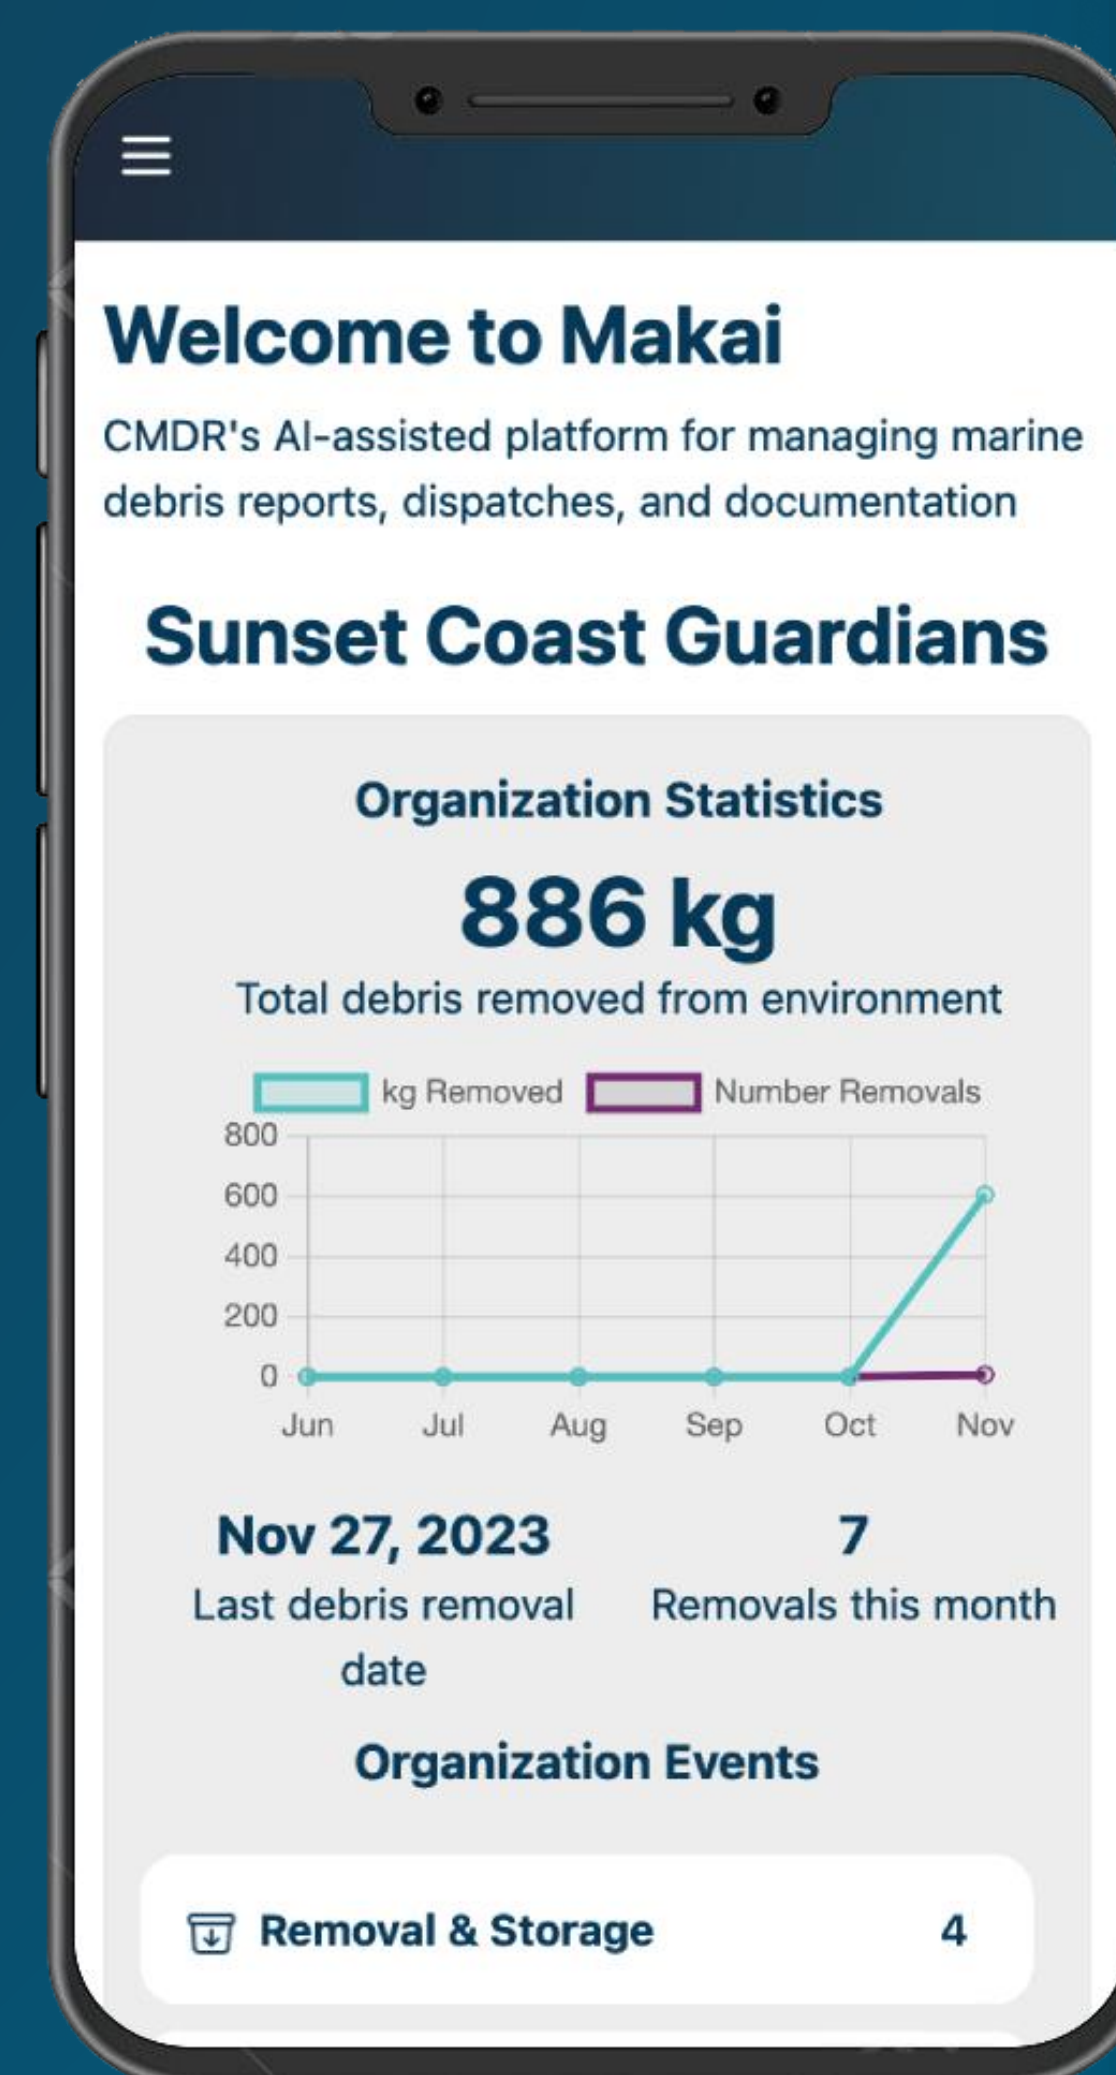 Welcome to Makai
CMDR's AI-assisted platform for managing marine
debris reports, dispatches, and documentation
Sunset Coast Guardians
Organization Statistics
886 kg
Total debris removed from environment
kg Removed Number Removals
800
600
400
200
0
Jun Jul Aug Sep Oct Nov
Nov 27, 2023 7
Last debris removal Removals this month
date
Organization Events
Removal & Storage 4